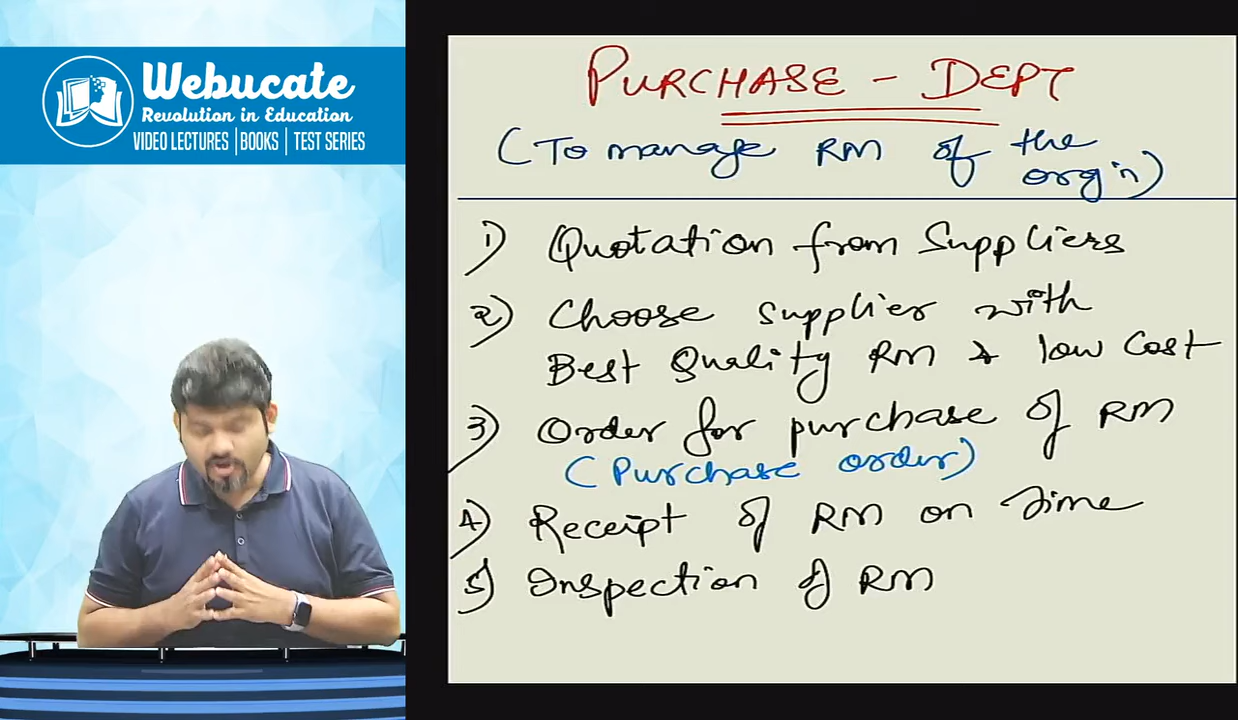 Webucate
Revolution in Education
VIDEO LECTURES | BOOKS | TEST SERIES
PURCHASE - DEPT
(To manage RM of the
orgn)
1) Quotation from Suppliers
2) Choose supplier with
Best Quality RM & low Cost
3) Order for purchase of RM
(Purchase order)
4) Receipt of RM on time
5) Inspection of RM